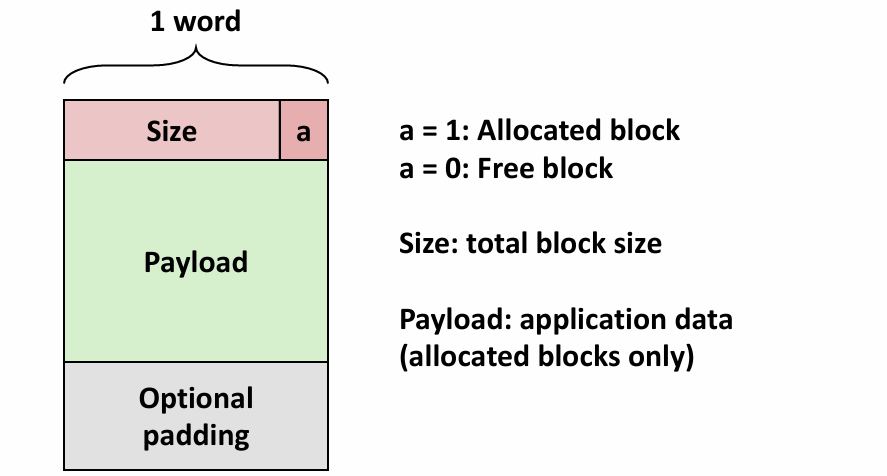 1 word
Size
a
Payload
Optional
padding
a = 1: Allocated block
a = 0: Free block
Size: total block size
Payload: application data
(allocated blocks only)